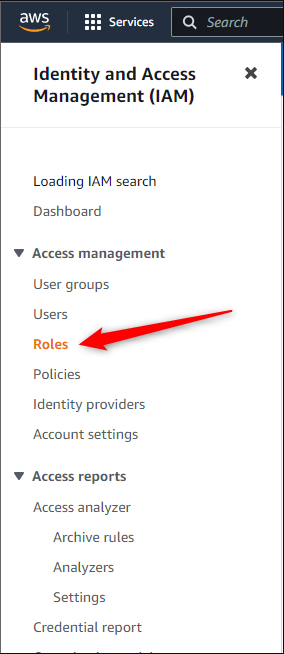 aws
Services
Search
Identity and Access
Management (IAM)
Loading IAM search
Dashboard
Access management
User groups
Users
Roles
Policies
Identity providers
Account settings
Access reports
Access analyzer
Archive rules
Analyzers
Settings
Credential report